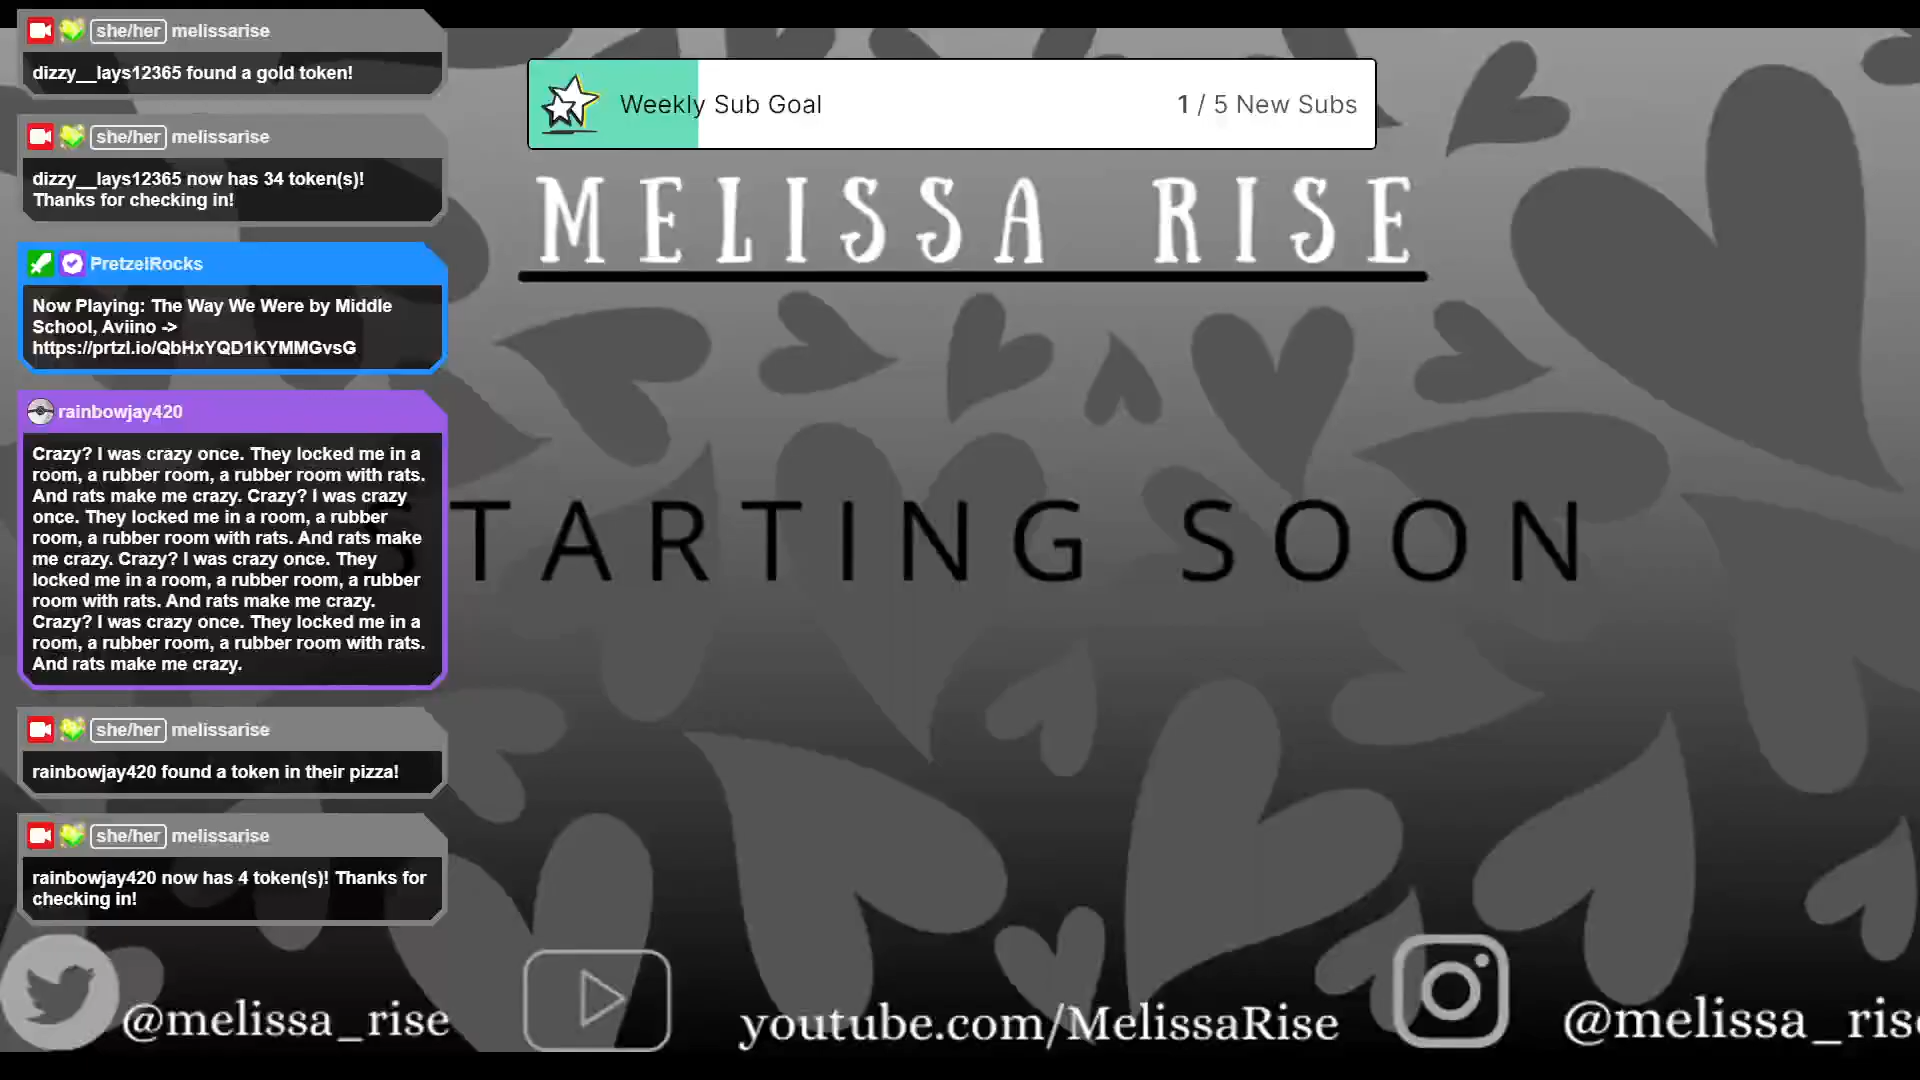 she/her melissarise
dizzy__lays12365 found a gold token!
she/her melissarise
dizzy__lays12365 now has 34 token(s)!
Thanks for checking in!
PretzelRocks
Now Playing: The Way We Were by Middle
School, Aviino ->
https://prtzl.io/QbHxYQD1KYMMGvsG
rainbowjay420
Crazy? I was crazy once. They locked me in a
room, a rubber room, a rubber room with rats.
And rats make me crazy. Crazy? I was crazy
once. They locked me in a room, a rubber
room, a rubber room with rats. And rats make
me crazy. Crazy? I was crazy once. They
locked me in a room, a rubber room, a rubber
room with rats. And rats make me crazy.
Crazy? I was crazy once. They locked me in a
room, a rubber room, a rubber room with rats.
And rats make me crazy.
she/her melissarise
rainbowjay420 found a token in their pizza!
she/her melissarise
rainbowjay420 now has 4 token(s)! Thanks for
checking in!
Weekly Sub Goal 1 / 5 New Subs
MELISSA RISE
STARTING SOON
@melissa_rise
youtube.com/MelissaRise
@melissa_rise